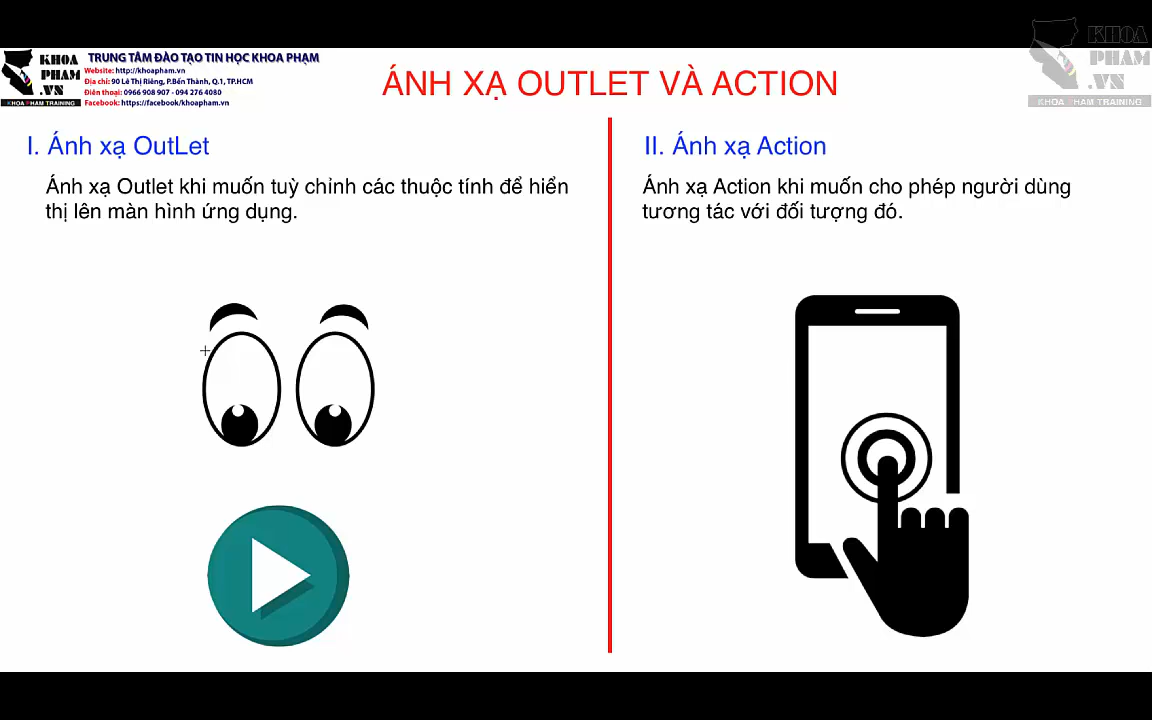 KHOA
PHAM
.VN
KHOA PHAM TRAINING
TRUNG TÂM ĐÀO TẠO TIN HỌC KHOA PHẠM
Website: http://khoapham.vn
Địa chỉ: 90 Lê Thị Riêng, P.Bến Thành, Q.1, TP.HCM
Điện thoại: 0966 908 907 - 094 276 4080
Facebook: https://facebook/khoapham.vn
ÁNH XẠ OUTLET VÀ ACTION
KHOA
PHAM
.VN
KHOA PHAM TRAINING
I. Ánh xạ OutLet
Ánh xạ Outlet khi muốn tuỳ chỉnh các thuộc tính để hiển
thị lên màn hình ứng dụng.
II. Ánh xạ Action
Ánh xạ Action khi muốn cho phép người dùng
tương tác với đối tượng đó.